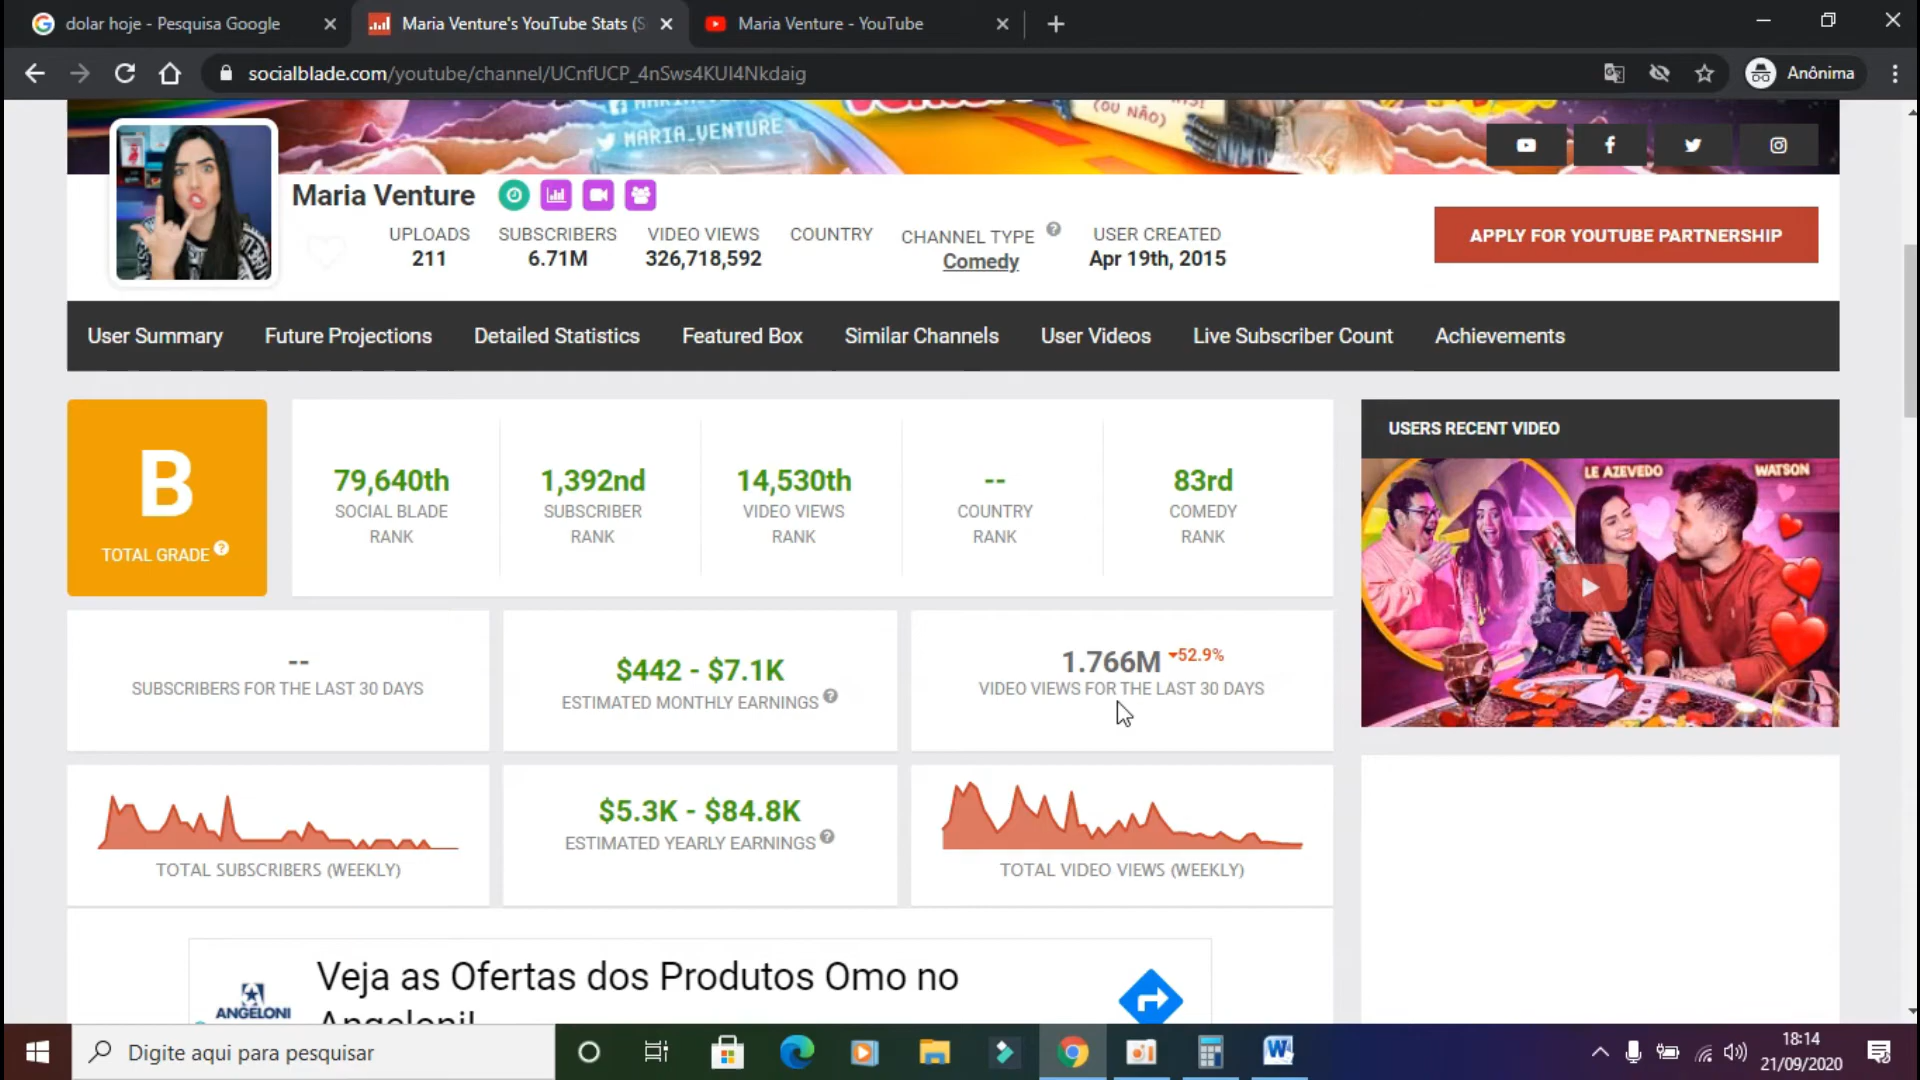 dolar hoje - Pesquisa Google
Maria Venture's YouTube Stats (S
Maria Venture - YouTube
socialblade.com/youtube/channel/UCnfUCP_4nSws4KUI4Nkdaig
Anônima
MARIA_VENTURE
(OU NÃO)
Maria Venture
UPLOADS
211
SUBSCRIBERS
6.71M
VIDEO VIEWS
326,718,592
COUNTRY
CHANNEL TYPE
Comedy
USER CREATED
Apr 19th, 2015
APPLY FOR YOUTUBE PARTNERSHIP
User Summary
Future Projections
Detailed Statistics
Featured Box
Similar Channels
User Videos
Live Subscriber Count
Achievements
B
TOTAL GRADE
79,640th
SOCIAL BLADE
RANK
1,392nd
SUBSCRIBER
RANK
14,530th
VIDEO VIEWS
RANK
--
COUNTRY
RANK
83rd
COMEDY
RANK
USERS RECENT VIDEO
LE AZEVEDO
WATSON
--
SUBSCRIBERS FOR THE LAST 30 DAYS
$442 - $7.1K
ESTIMATED MONTHLY EARNINGS
1.766M
52.9%
VIDEO VIEWS FOR THE LAST 30 DAYS
TOTAL SUBSCRIBERS (WEEKLY)
$5.3K - $84.8K
ESTIMATED YEARLY EARNINGS
TOTAL VIDEO VIEWS (WEEKLY)
ANGELONI
Veja as Ofertas dos Produtos Omo no
Angeloni!
Digite aqui para pesquisar
18:14
21/09/2020